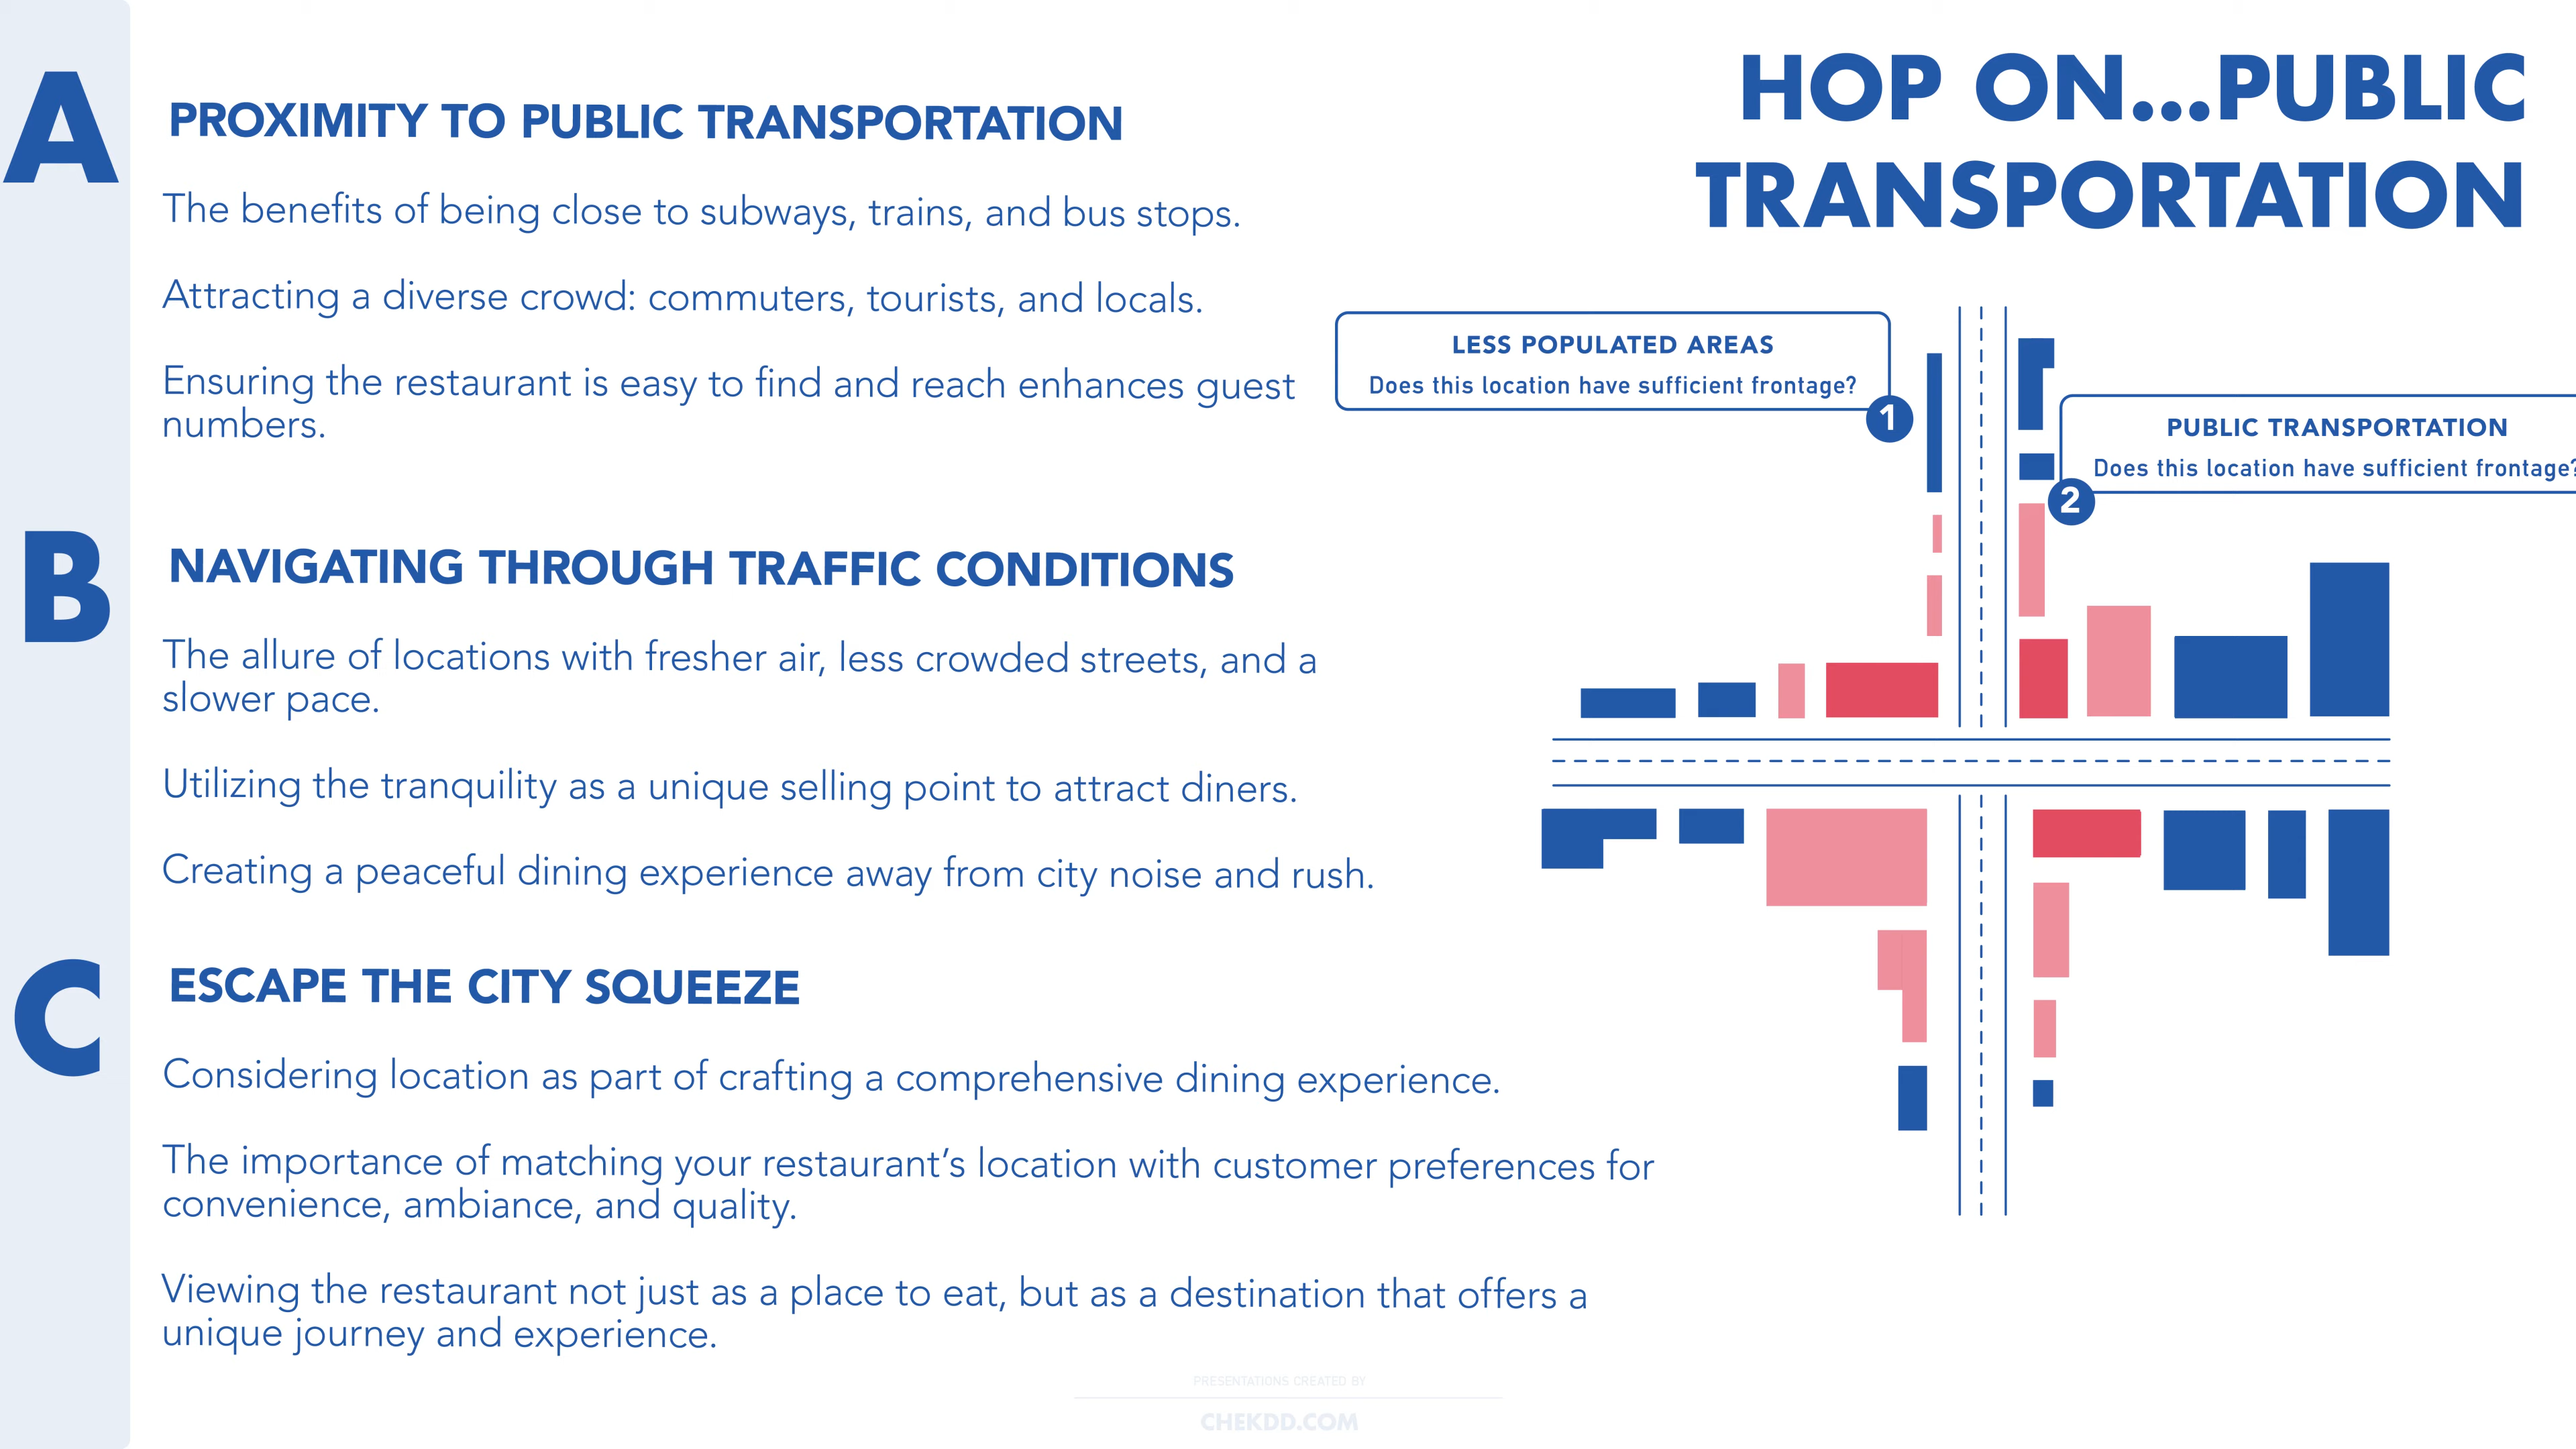 HOP ON...PUBLIC
TRANSPORTATION
A
PROXIMITY TO PUBLIC TRANSPORTATION
The benefits of being close to subways, trains, and bus stops.
Attracting a diverse crowd: commuters, tourists, and locals.
Ensuring the restaurant is easy to find and reach enhances guest
numbers.
B
NAVIGATING THROUGH TRAFFIC CONDITIONS
The allure of locations with fresher air, less crowded streets, and a
slower pace.
Utilizing the tranquility as a unique selling point to attract diners.
Creating a peaceful dining experience away from city noise and rush.
C
ESCAPE THE CITY SQUEEZE
Considering location as part of crafting a comprehensive dining experience.
The importance of matching your restaurant’s location with customer preferences for
convenience, ambiance, and quality.
Viewing the restaurant not just as a place to eat, but as a destination that offers a
unique journey and experience.
LESS POPULATED AREAS
Does this location have sufficient frontage?
1
PUBLIC TRANSPORTATION
Does this location have sufficient frontage?
2
PRESENTATIONS CREATED BY
CHEKDD.COM